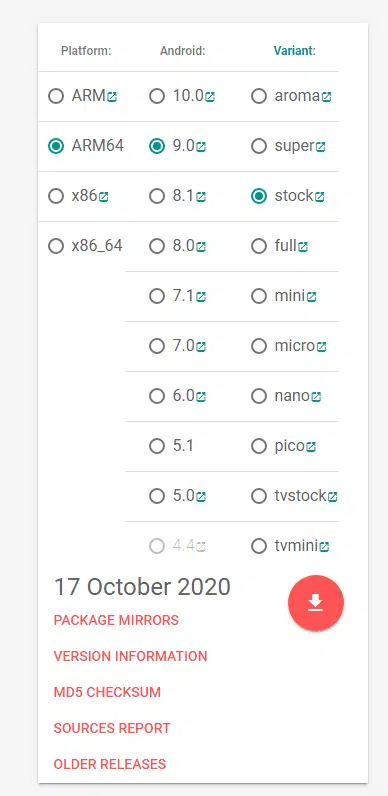 Platform: Android: Variant:
ARM 10.0 aroma
ARM64 9.0 super
x86 8.1 stock
x86_64 8.0 full
7.1 mini
7.0 micro
6.0 nano
5.1 pico
5.0 tvstock
4.4 tvmini
17 October 2020
PACKAGE MIRRORS
VERSION INFORMATION
MD5 CHECKSUM
SOURCES REPORT
OLDER RELEASES